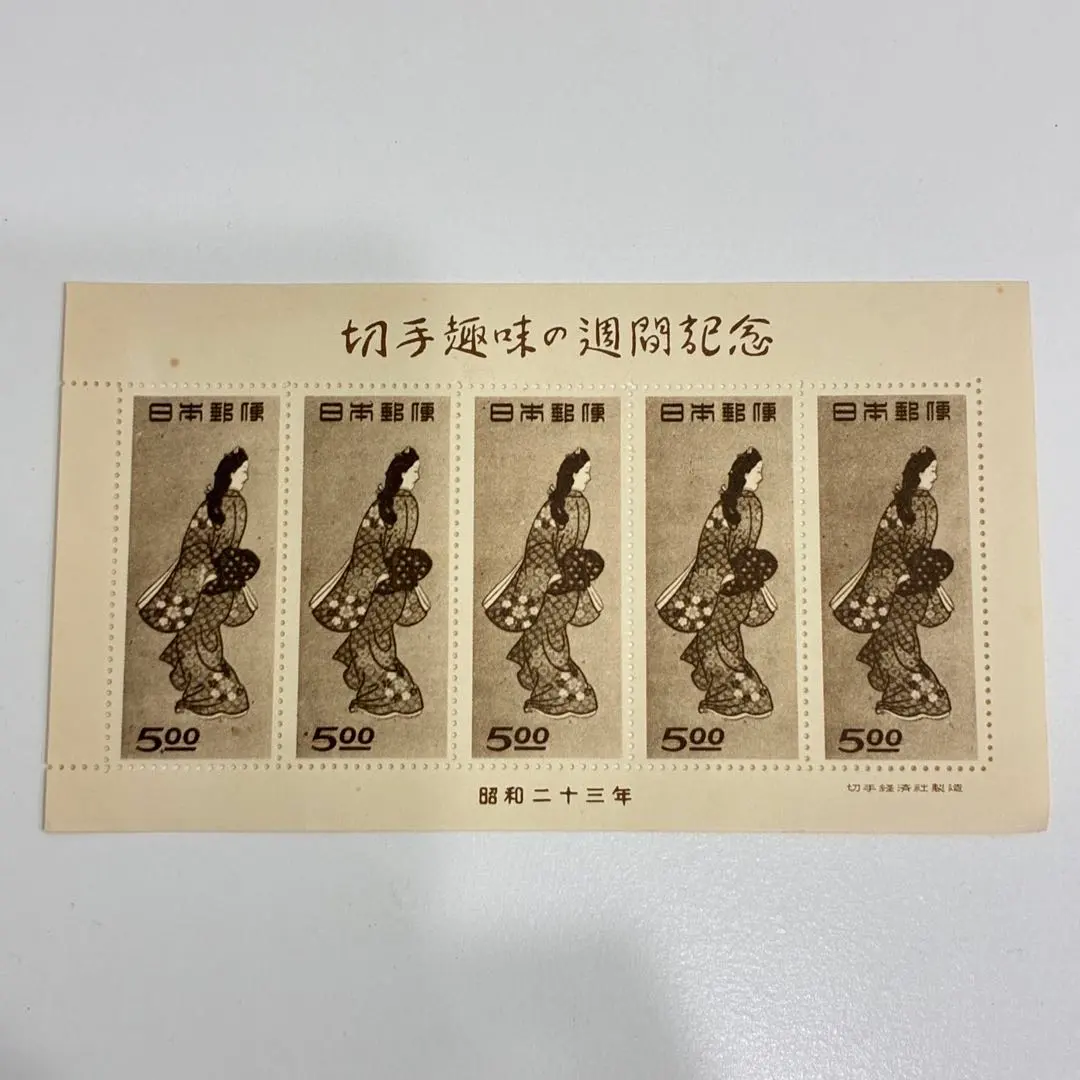 切手趣味の週間記念
日本郵便 日本郵便 日本郵便 日本郵便 日本郵便
5.00 5.00 5.00 5.00 5.00
昭和二十三年
切手経済社製造